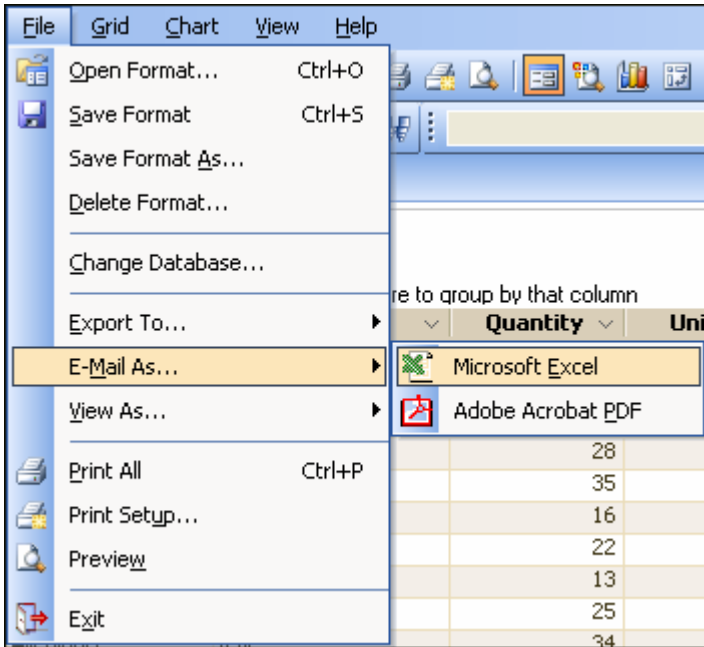 File Grid Chart View Help
Open Format... Ctrl+O
Save Format Ctrl+S
Save Format As...
Delete Format...
Change Database...
re to group by that column
Export To...
Quantity Uni
E-Mail As... Microsoft Excel
View As... Adobe Acrobat PDF
28
Print All Ctrl+P
35
Print Setup... 16
22
Preview
13
Exit 25
34